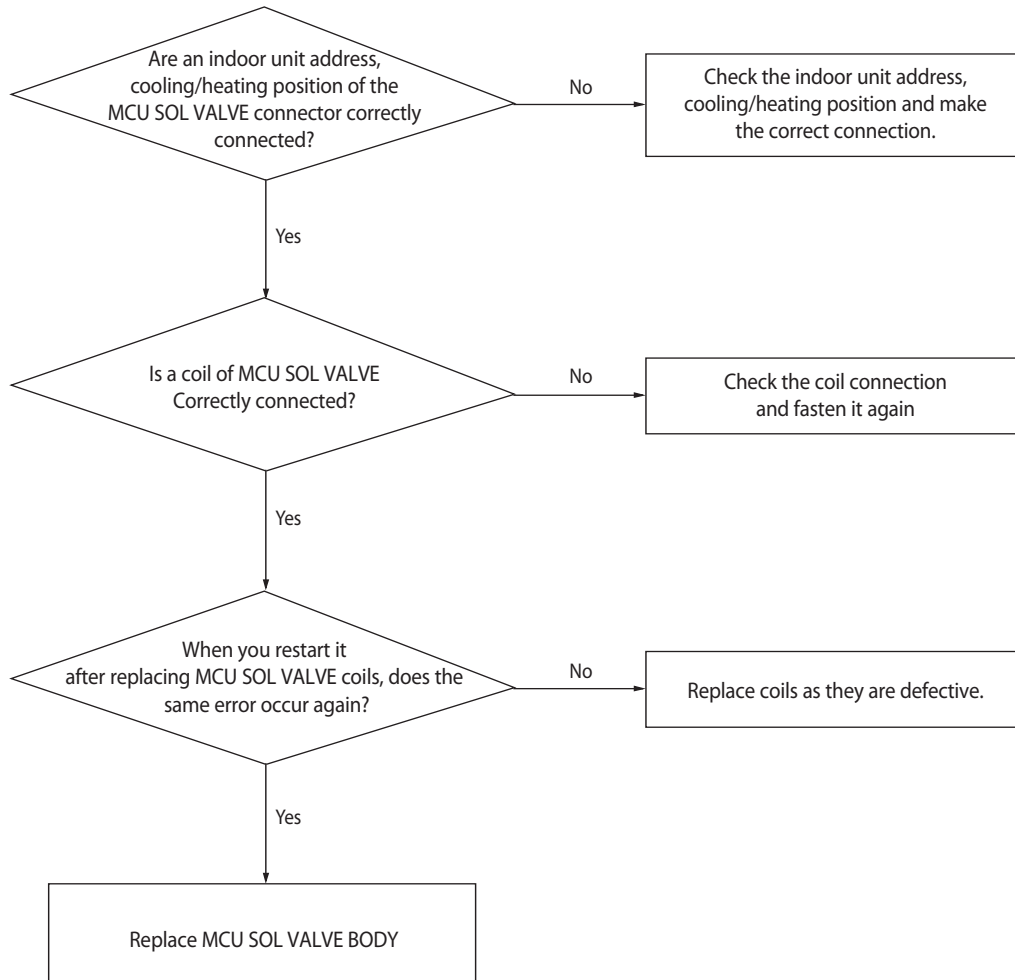 Are an indoor unit address,
cooling/heating position of the
MCU SOL VALVE connector correctly
connected?
No
Check the indoor unit address,
cooling/heating position and make
the correct connection.
Yes
Is a coil of MCU SOL VALVE
Correctly connected?
No
Check the coil connection
and fasten it again
Yes
When you restart it
after replacing MCU SOL VALVE coils, does the
same error occur again?
No
Replace coils as they are defective.
Yes
Replace MCU SOL VALVE BODY